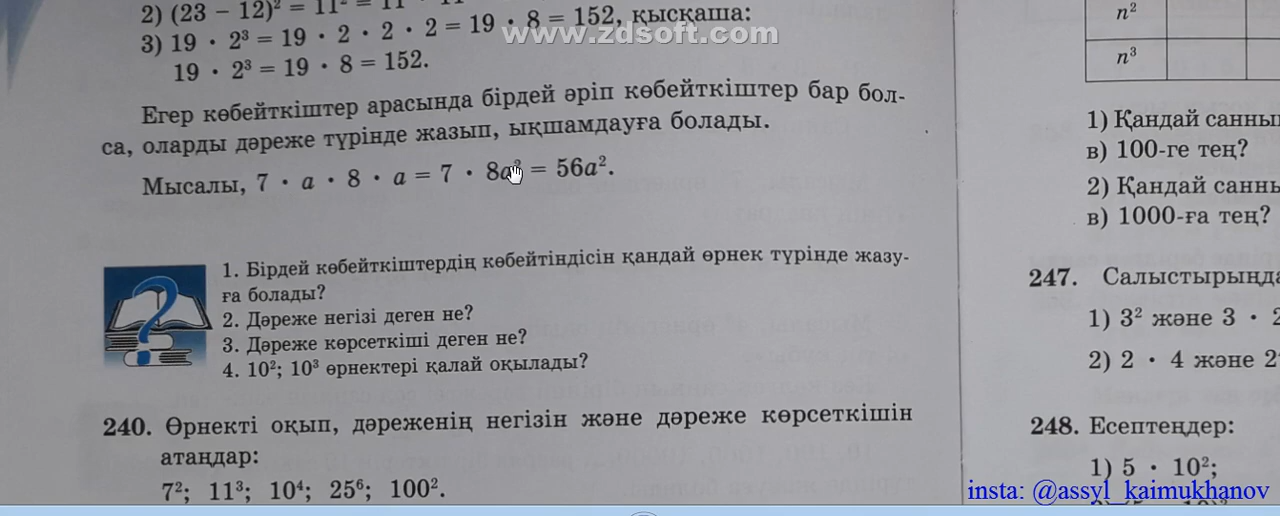 2) (23 − 12)² = 11² = 11 · 11
3) 19 · 2³ = 19 · 2 · 2 · 2 = 19 · 8 = 152, қысқаша:
19 · 2³ = 19 · 8 = 152.
www.zdsoft.com
Егер көбейткіштер арасында бірдей әріп көбейткіштер бар бол-
са, оларды дәреже түрінде жазып, ықшамдауға болады.
Мысалы, 7 · a · 8 · a = 7 · 8a² = 56a².
1. Бірдей көбейткіштердің көбейтіндісін қандай өрнек түрінде жазу-
ға болады?
2. Дәреже негізі деген не?
3. Дәреже көрсеткіші деген не?
4. 10²; 10³ өрнектері қалай оқылады?
240. Өрнекті оқып, дәреженің негізін және дәреже көрсеткішін
атаңдар:
7²; 11³; 10⁴; 25⁶; 100².
n²
n³
1) Қандай санны
в) 100-ге тең?
2) Қандай санны
в) 1000-ға тең?
247. Салыстырыңда
1) 3² және 3 · 2
2) 2 · 4 және 2
248. Есептеңдер:
1) 5 · 10²;
insta: @assyl_kaimukhanov